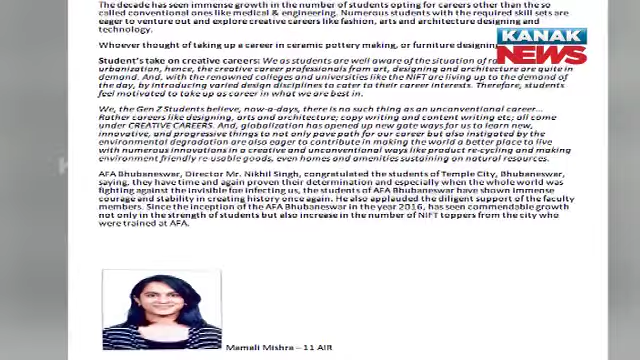 The decade has seen immense growth in the number of students opting for careers other than the so
called conventional ones like medical & engineering. Numerous students with the required skill sets are
eager to venture out and explore creative careers like fashion, arts and architecture designing and
technology.
Whoever thought of taking up a career in ceramic pottery making, or furniture designing
KANAK
NEWS
Student's take on creative careers: We as students are well aware of the situation of
urbanization, hence, the creative career professionals from art, designing and architecture are quite in
demand. And, with the renowned colleges and universities like the NIFT are living up to the demand of
the day, by introducing varied design disciplines to cater to their career interests. Therefore, students
feel motivated to take up as career in what we are best in.
We, the Gen Z Students believe, now-a-days, there is no such thing as an unconventional career...
Rather careers like designing, arts and architecture; copy writing and content writing etc; all come
under CREATIVE CAREERS. And, globalization has opened up new gate ways for us to learn new,
innovative, and progressive things to not only pave path for our career but also instigated by the
environmental degradation are also eager to contribute in making the world a better place to live
with numerous innovations in a creative and unconventional ways like product re-cycling and making
environment friendly re-usable goods, even homes and amenities sustaining on natural resources.
AFA Bhubaneswar, Director Mr. Nikhil Singh, congratulated the students of Temple City, Bhubaneswar,
saying, they have time and again proven their determination and especially when the whole world was
fighting against the invisible foe infecting us, the students of AFA Bhubaneswar have shown immense
courage and stability in creating history once again. He also applauded the diligent support of the faculty
members. Since the inception of the AFA Bhubaneswar in the year 2016, has seen commendable growth
not only in the strength of students but also increase in the number of NIFT toppers from the city who
were trained at AFA.
Mamali Mishra – 11 AIR